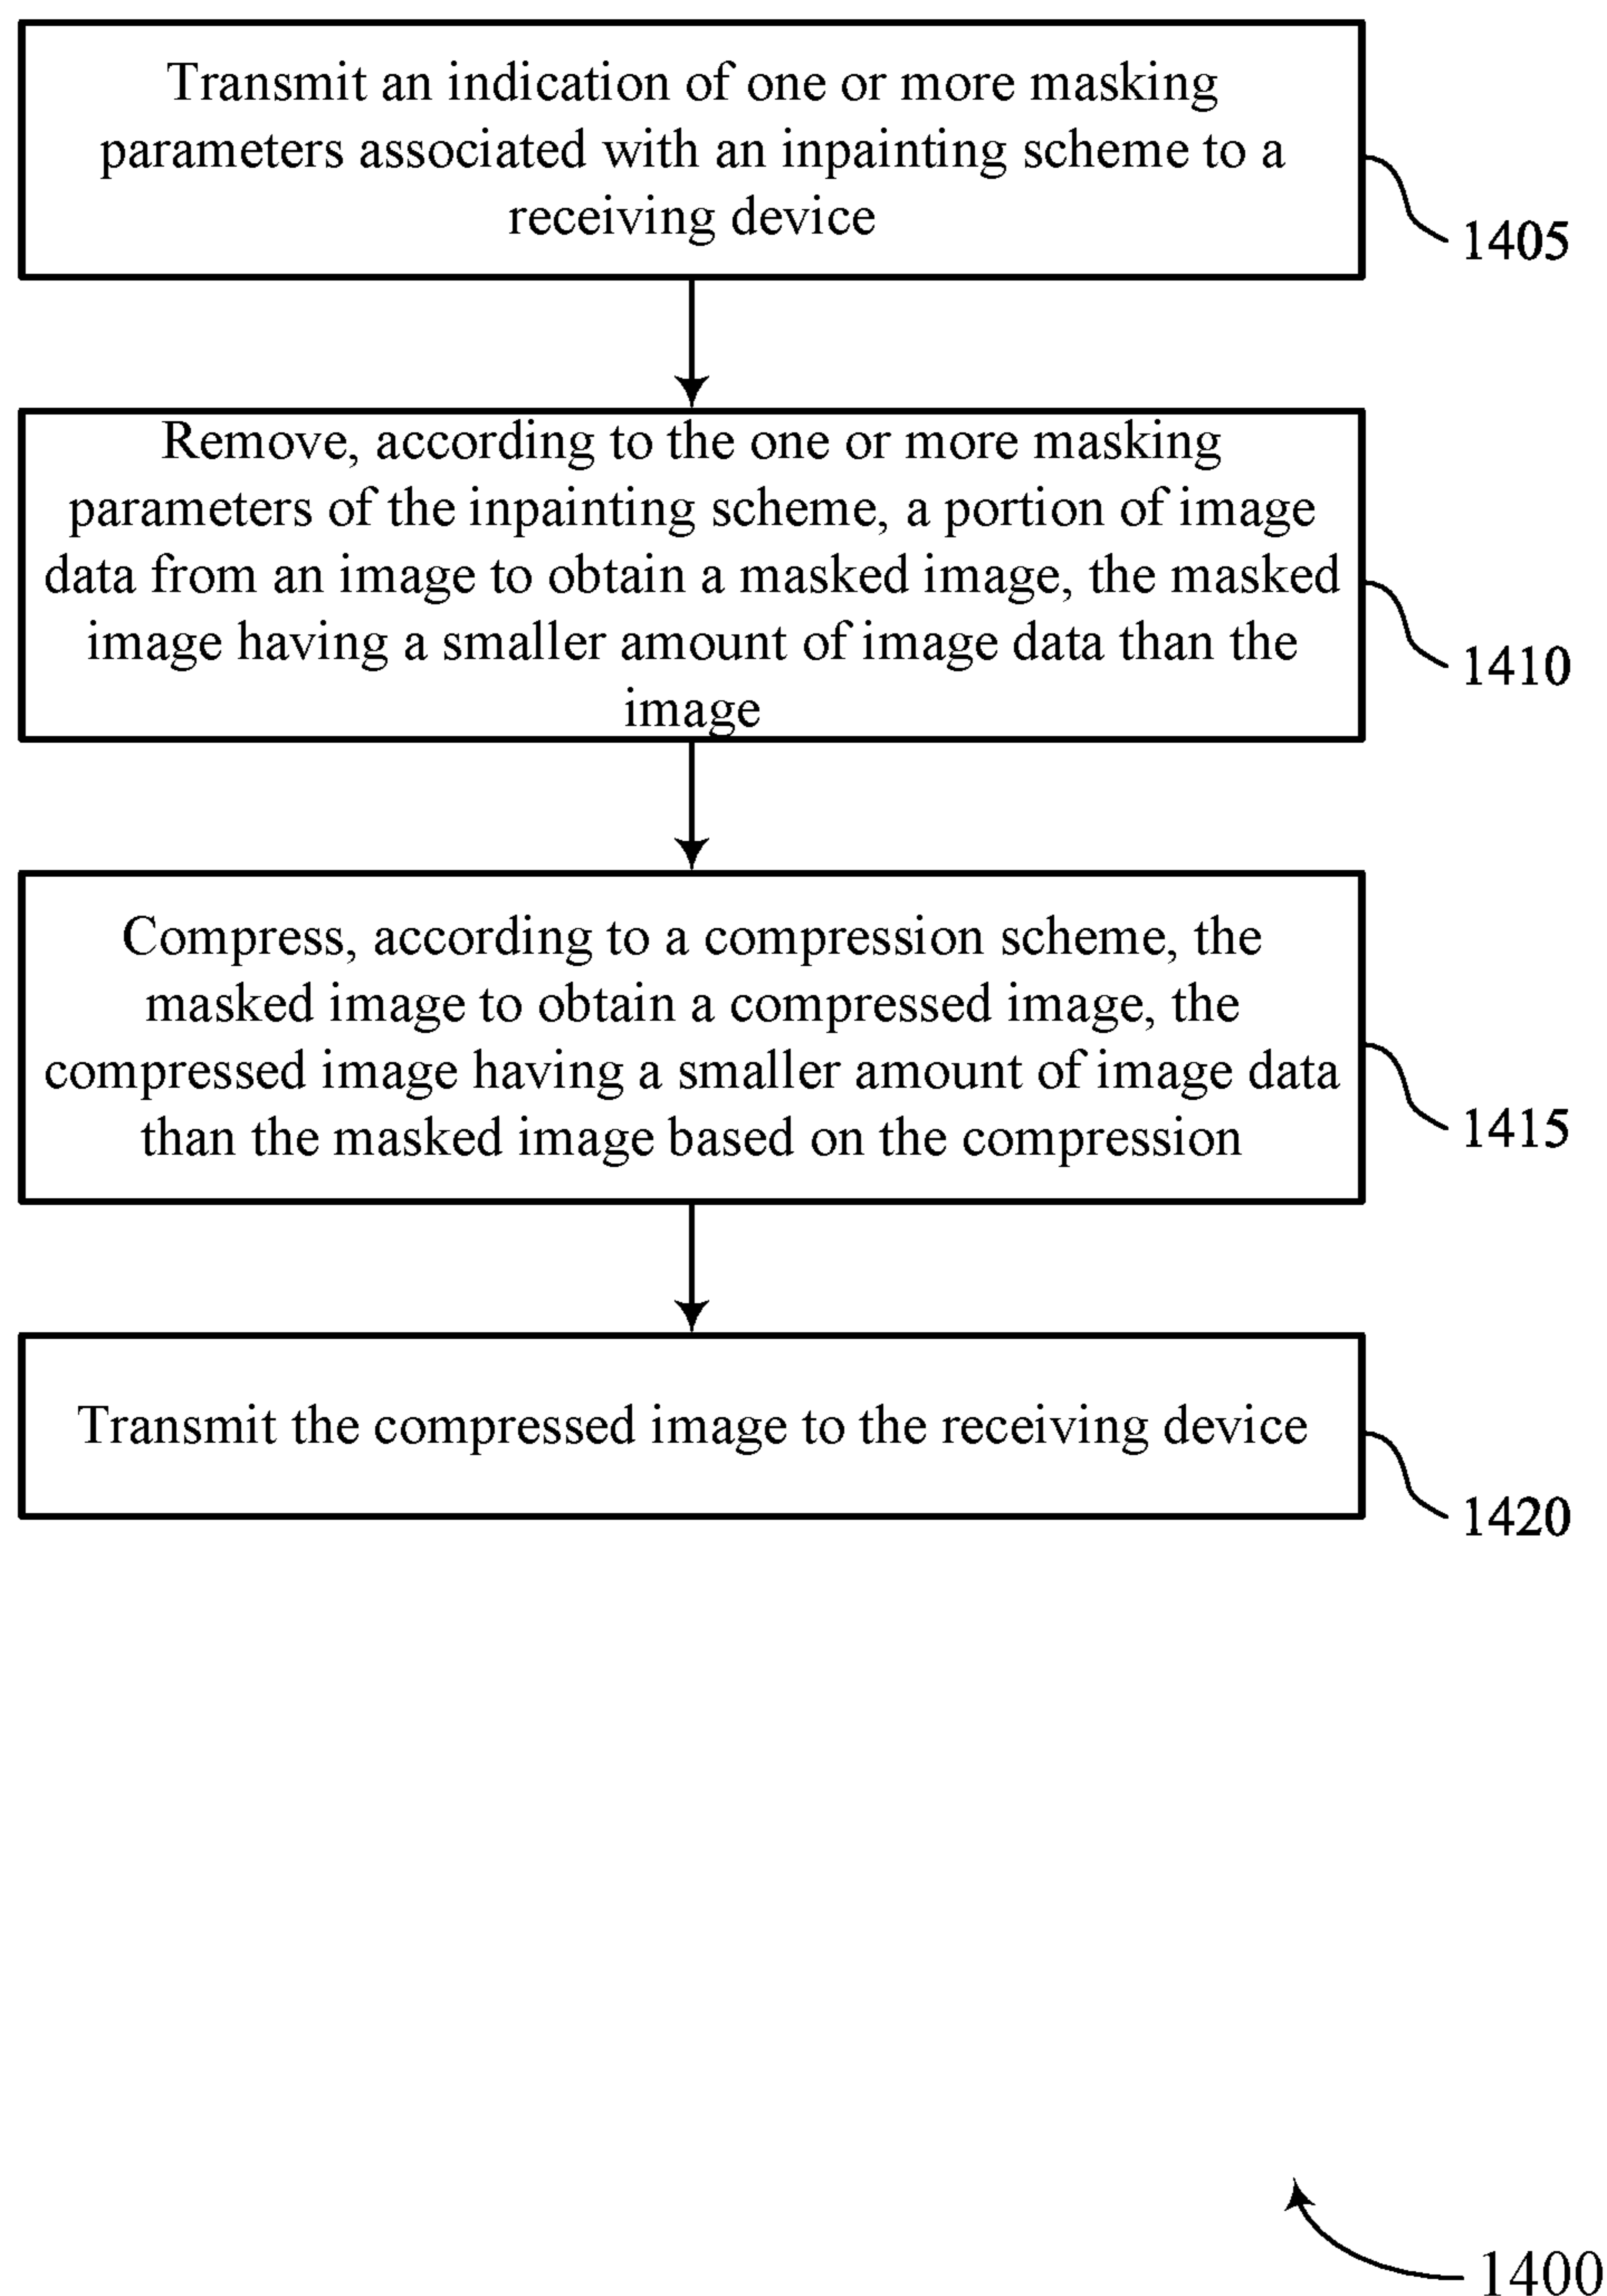 Transmit an indication of one or more masking
parameters associated with an inpainting scheme to a
receiving device
1405
Remove, according to the one or more masking
parameters of the inpainting scheme, a portion of image
data from an image to obtain a masked image, the masked
image having a smaller amount of image data than the
image
1410
Compress, according to a compression scheme, the
masked image to obtain a compressed image, the
compressed image having a smaller amount of image data
than the masked image based on the compression
1415
Transmit the compressed image to the receiving device
1420
1400